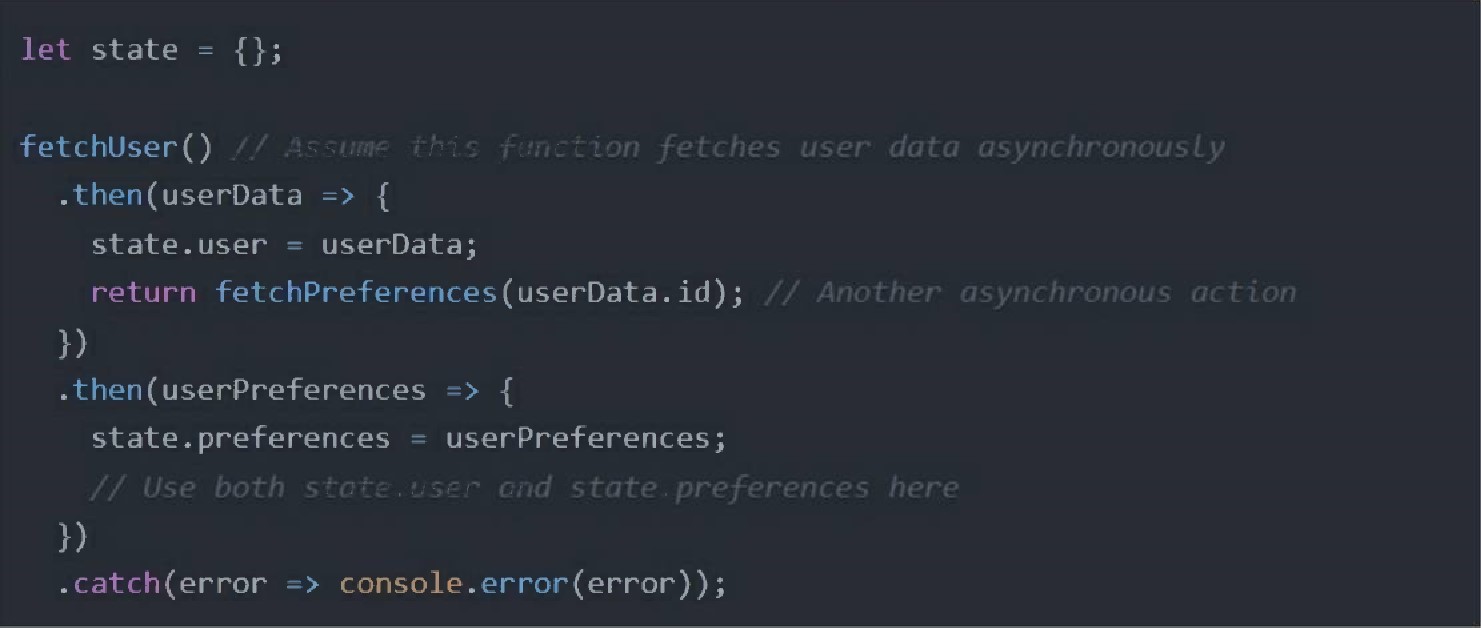 let state = {};
fetchUser() // Assume this function fetches user data asynchronously
.then(userData => {
state.user = userData;
return fetchPreferences(userData.id); // Another asynchronous action
})
.then(userPreferences => {
state.preferences = userPreferences;
// Use both state.user and state.preferences here
})
.catch(error => console.error(error));